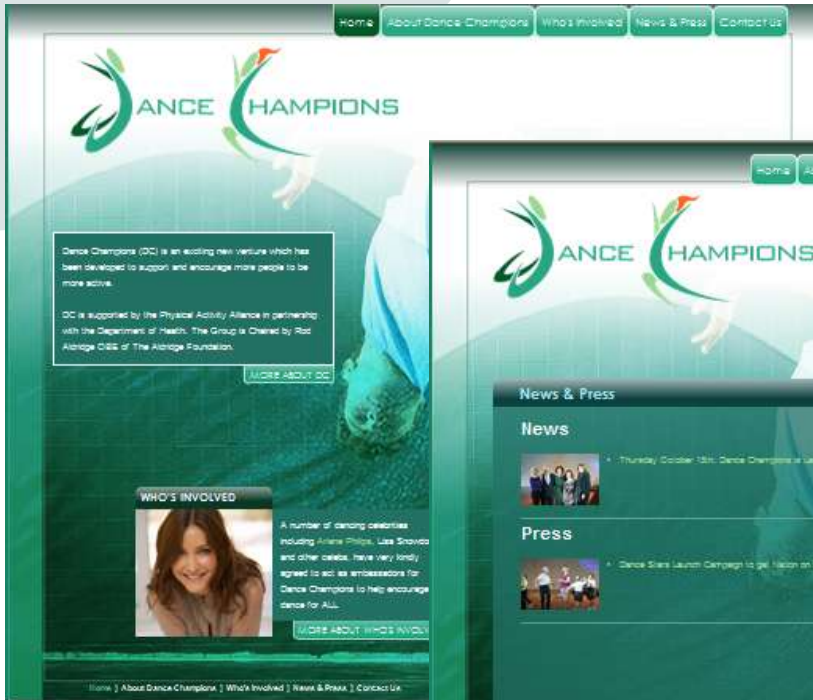 Home
About Dance Champions
Who's Involved
News & Press
Contact Us
DANCE CHAMPIONS
Dance Champions (DC) is an exciting new venture which has
been developed to support and encourage more people to be
more active.
DC is supported by the Physical Activity Alliance in partnership
with the Department of Health. The Group is Chaired by Rod
Aldridge OBE of The Aldridge Foundation.
MORE ABOUT DC
WHO'S INVOLVED
A number of dancing celebrities
including Arlene Philips, Lisa Snowdo
and other celebs, have very kindly
agreed to act as embassadors for
Dance Champions to help encourage
dance for ALL.
MORE ABOUT WHO'S INVOLV
Home | About Dance Champions | Who's Involved | News & Press | Contact Us
Home
DANCE CHAMPIONS
News & Press
News
Thursday October 15th: Dance Champions is
Press
Dance Stars Launch Campaign to get Nation on